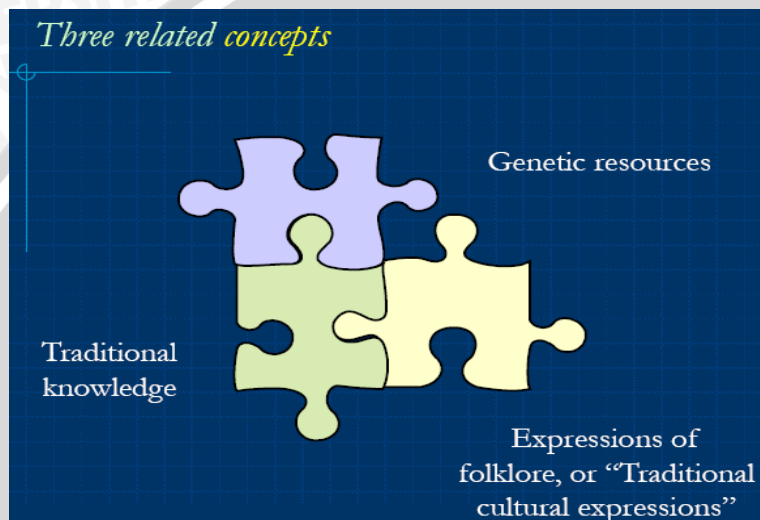 Three related concepts
Genetic resources
Traditional
knowledge
Expressions of
folklore, or “Traditional
cultural expressions”